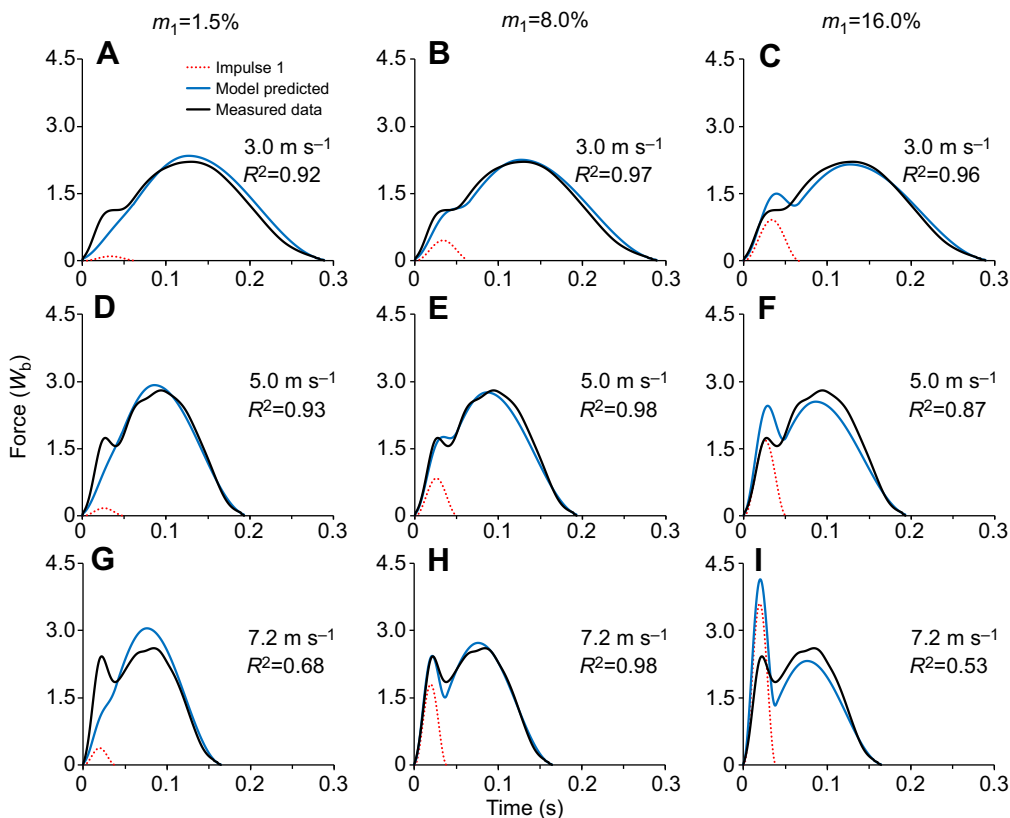 m₁=1.5%
m₁=8.0%
m₁=16.0%
A
4.5
3.0
1.5
0
Impulse 1
Model predicted
Measured data
3.0 m s⁻¹
R²=0.92
0
0.1
0.2
0.3
B
4.5
3.0
1.5
0
3.0 m s⁻¹
R²=0.97
0
0.1
0.2
0.3
C
4.5
3.0
1.5
0
3.0 m s⁻¹
R²=0.96
0
0.1
0.2
0.3
Force (W_b)
D
4.5
3.0
1.5
0
5.0 m s⁻¹
R²=0.93
0
0.1
0.2
0.3
E
4.5
3.0
1.5
0
5.0 m s⁻¹
R²=0.98
0
0.1
0.2
0.3
F
4.5
3.0
1.5
0
5.0 m s⁻¹
R²=0.87
0
0.1
0.2
0.3
G
4.5
3.0
1.5
0
7.2 m s⁻¹
R²=0.68
0
0.1
0.2
0.3
H
4.5
3.0
1.5
0
7.2 m s⁻¹
R²=0.98
0
0.1
0.2
0.3
I
4.5
3.0
1.5
0
7.2 m s⁻¹
R²=0.53
0
0.1
0.2
0.3
Time (s)